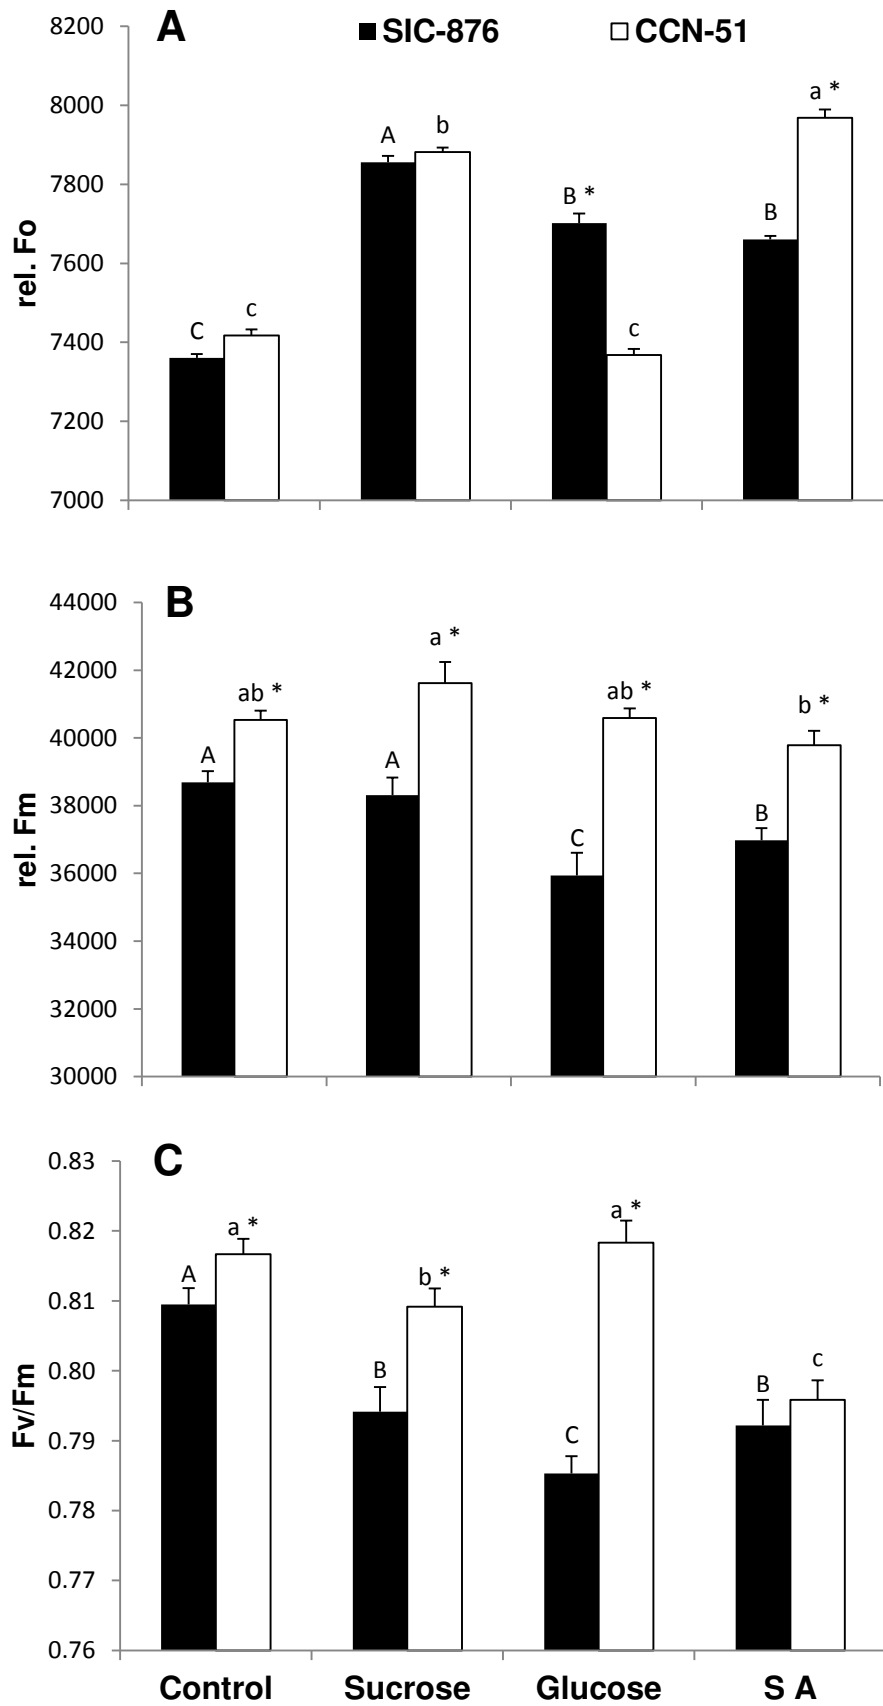 A
SIC-876 CCN-51
8200
8000
7800
7600
7400
7200
7000
rel. Fo
C c A b B * c B a *
B
44000
42000
40000
38000
36000
34000
32000
30000
rel. Fm
A ab * A a * C ab * B b *
C
0.83
0.82
0.81
0.80
0.79
0.78
0.77
0.76
Fv/Fm
A a * B b * C a * B c
Control Sucrose Glucose S A